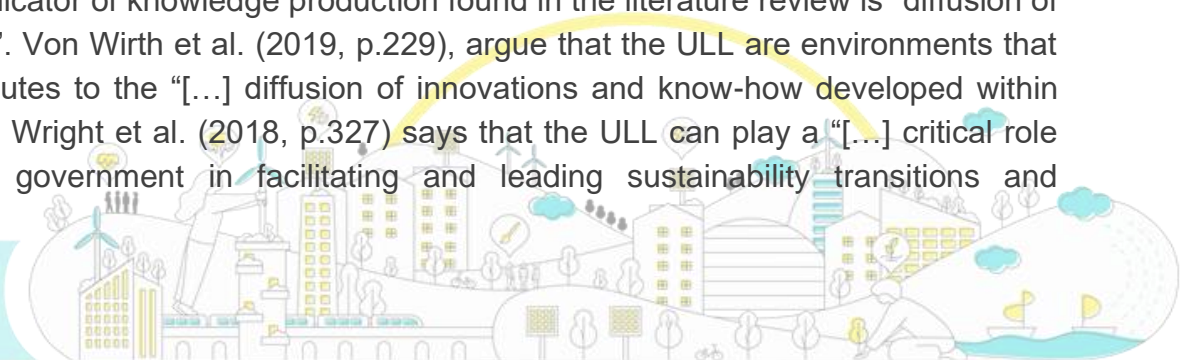 dicator of knowledge production found in the literature review is "diffusion of
”. Von Wirth et al. (2019, p.229), argue that the ULL are environments that
utes to the “[…] diffusion of innovations and know-how developed within
Wright et al. (2018, p.327) says that the ULL can play a “[…] critical role
government in facilitating and leading sustainability transitions and